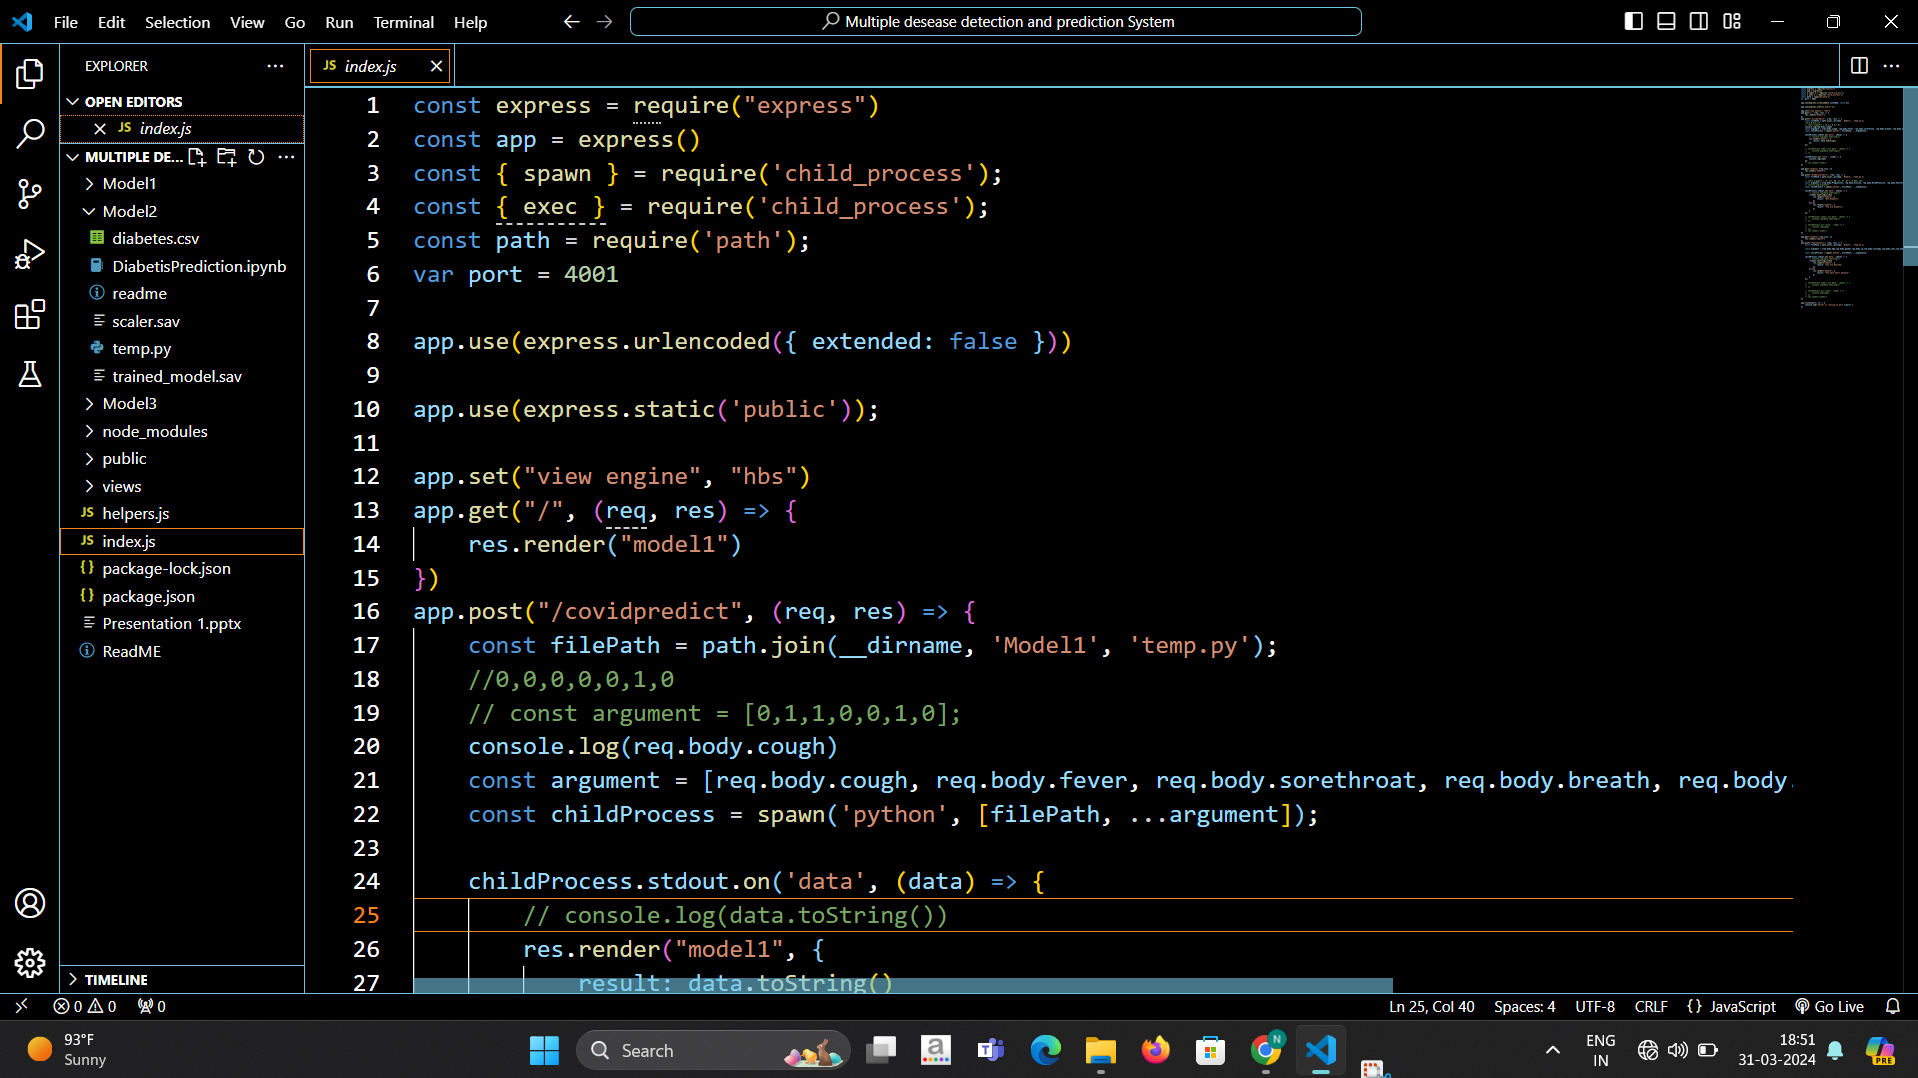 File Edit Selection View Go Run Terminal Help
Multiple desease detection and prediction System
EXPLORER
OPEN EDITORS
JS index.js
MULTIPLE DE...
Model1
Model2
diabetes.csv
DiabetisPrediction.ipynb
readme
scaler.sav
temp.py
trained_model.sav
Model3
node_modules
public
views
JS helpers.js
JS index.js
{} package-lock.json
{} package.json
Presentation 1.pptx
ReadME
TIMELINE
JS index.js
1 const express = require("express")
2 const app = express()
3 const { spawn } = require('child_process');
4 const { exec } = require('child_process');
5 const path = require('path');
6 var port = 4001
7
8 app.use(express.urlencoded({ extended: false }))
9
10 app.use(express.static('public'));
11
12 app.set("view engine", "hbs")
13 app.get("/", (req, res) => {
14 res.render("model1")
15 })
16 app.post("/covidpredict", (req, res) => {
17 const filePath = path.join(__dirname, 'Model1', 'temp.py');
18 //0,0,0,0,0,1,0
19 // const argument = [0,1,1,0,0,1,0];
20 console.log(req.body.cough)
21 const argument = [req.body.cough, req.body.fever, req.body.sorethroat, req.body.breath, req.body.
22 const childProcess = spawn('python', [filePath, ...argument]);
23
24 childProcess.stdout.on('data', (data) => {
25 // console.log(data.toString())
26 res.render("model1", {
27 result: data.toString()
0 0 0
Ln 25, Col 40 Spaces: 4 UTF-8 CRLF {} JavaScript Go Live
93°F
Sunny
Search
ENG
IN
18:51
31-03-2024
PRE